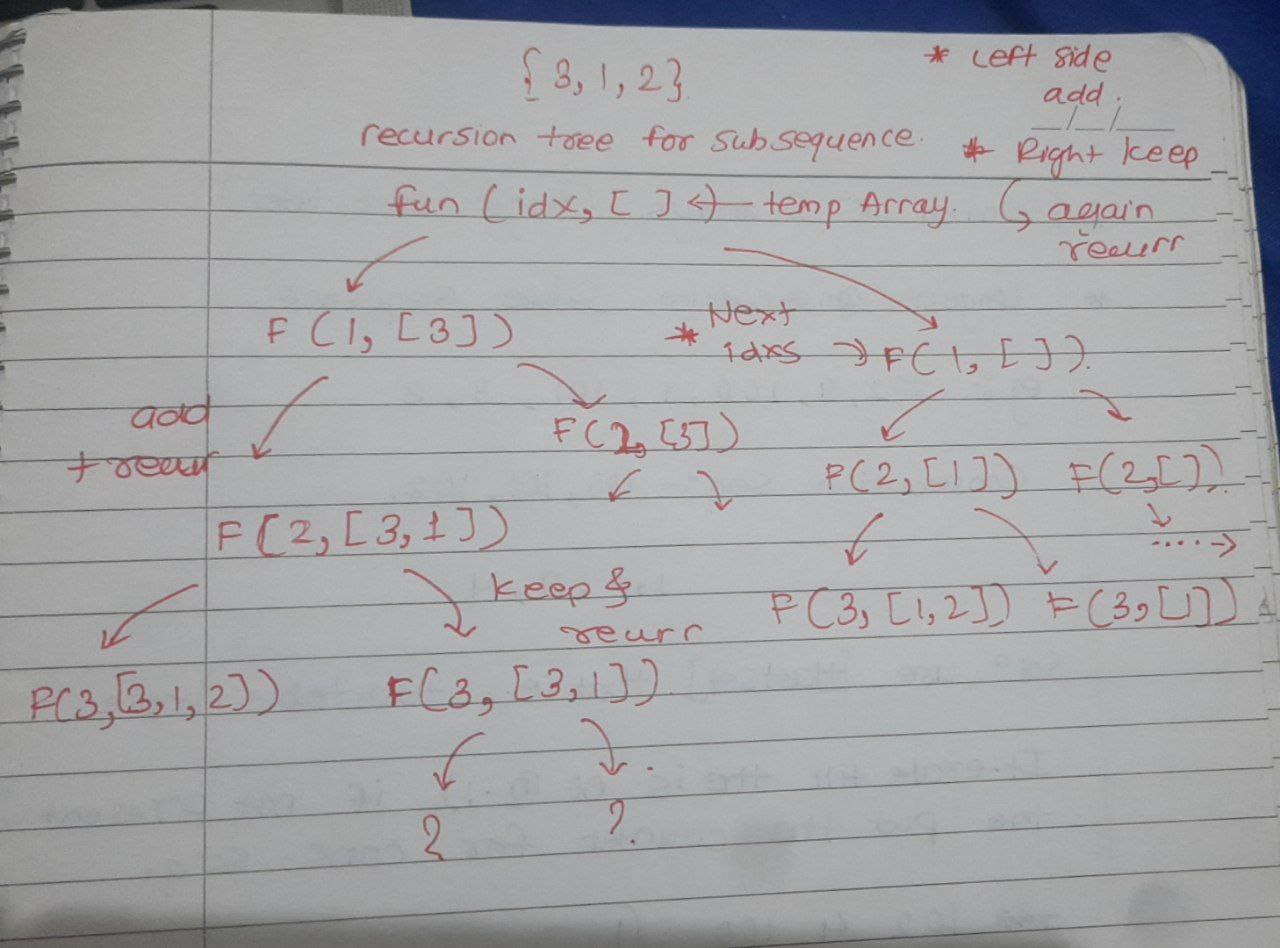 {3, 1, 2}
* Left side
add.
recursion tree for subsequence.
* Right keep
fun (idx, [ ] ← temp Array.
again
recurr
F(1, [3])
* Next
idxs → F(1, [ ]).
add
+ recur
F(2, [3])
F(2, [1])
F(2,[ ]).
F(2, [3, 1])
.....→
keep &
recurr
F(3, [1,2])
F(3, [1])
F(3,[3,1,2])
F(3, [3,1]).
?
?